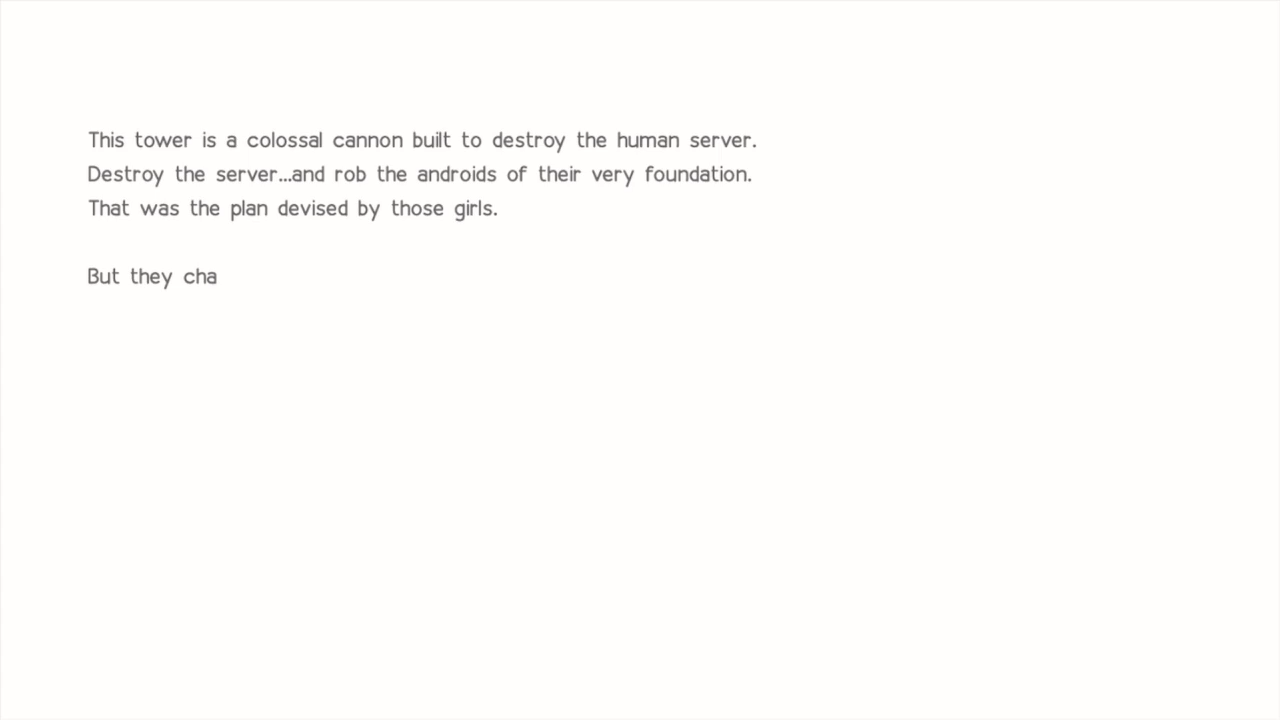 This tower is a colossal cannon built to destroy the human server.
Destroy the server...and rob the androids of their very foundation.
That was the plan devised by those girls.
But they cha